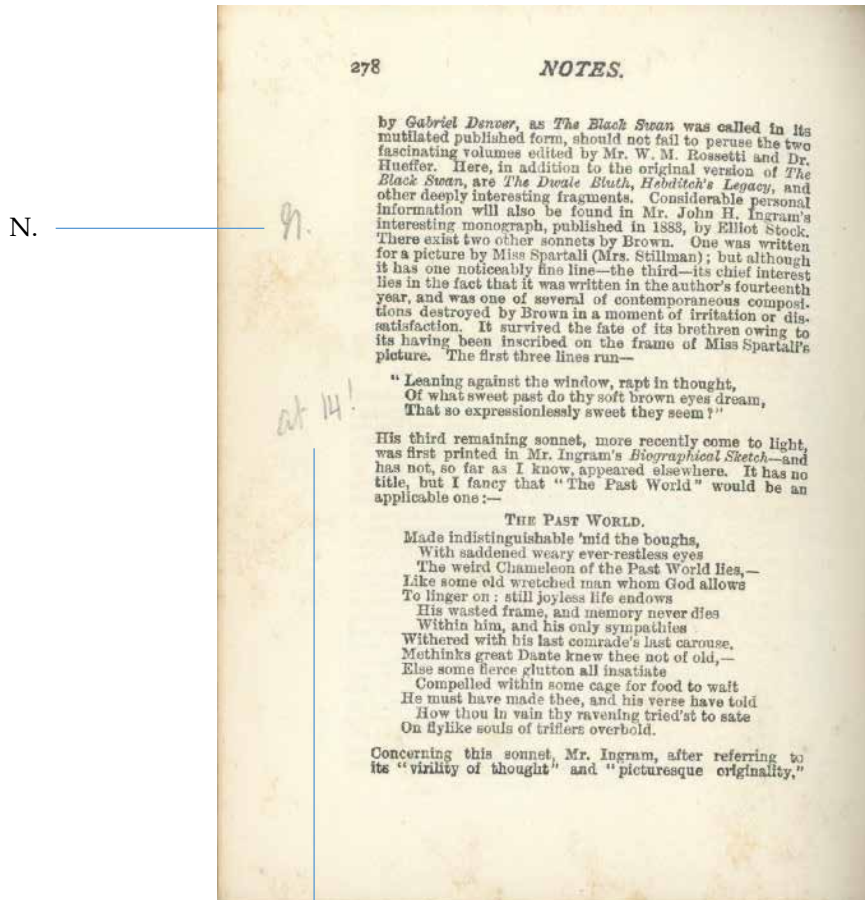 278 NOTES.
by Gabriel Denver, as The Black Swan was called in its
mutilated published form, should not fail to peruse the two
fascinating volumes edited by Mr. W. M. Rossetti and Dr.
Hueffer. Here, in addition to the original version of The
Black Swan, are The Dwale Bluth, Hebditch's Legacy, and
other deeply interesting fragments. Considerable personal
information will also be found in Mr. John H. Ingram's
N. N. interesting monograph, published in 1883, by Elliot Stock.
There exist two other sonnets by Brown. One was written
for a picture by Miss Spartali (Mrs. Stillman); but although
it has one noticeably fine line—the third—its chief interest
lies in the fact that it was written in the author's fourteenth
year, and was one of several of contemporaneous composi-
tions destroyed by Brown in a moment of irritation or dis-
satisfaction. It survived the fate of its brethren owing to
its having been inscribed on the frame of Miss Spartali's
picture. The first three lines run—
" Leaning against the window, rapt in thought,
Of what sweet past do thy soft brown eyes dream,
That so expressionlessly sweet they seem?"
at 14!
His third remaining sonnet, more recently come to light,
was first printed in Mr. Ingram's Biographical Sketch—and
has not, so far as I know, appeared elsewhere. It has no
title, but I fancy that "The Past World" would be an
applicable one:—
THE PAST WORLD.
Made indistinguishable 'mid the boughs,
With saddened weary ever-restless eyes
The weird Chameleon of the Past World lies,—
Like some old wretched man whom God allows
To linger on: still joyless life endows
His wasted frame, and memory never dies
Within him, and his only sympathies
Withered with his last comrade's last carouse,
Methinks great Dante knew thee not of old,—
Else some fierce glutton all insatiate
Compelled within some cage for food to wait
He must have made thee, and his verse have told
How thou in vain thy ravening tried'st to sate
On flylike souls of triflers overbold.
Concerning this sonnet, Mr. Ingram, after referring to
its "virility of thought" and "picturesque originality,"